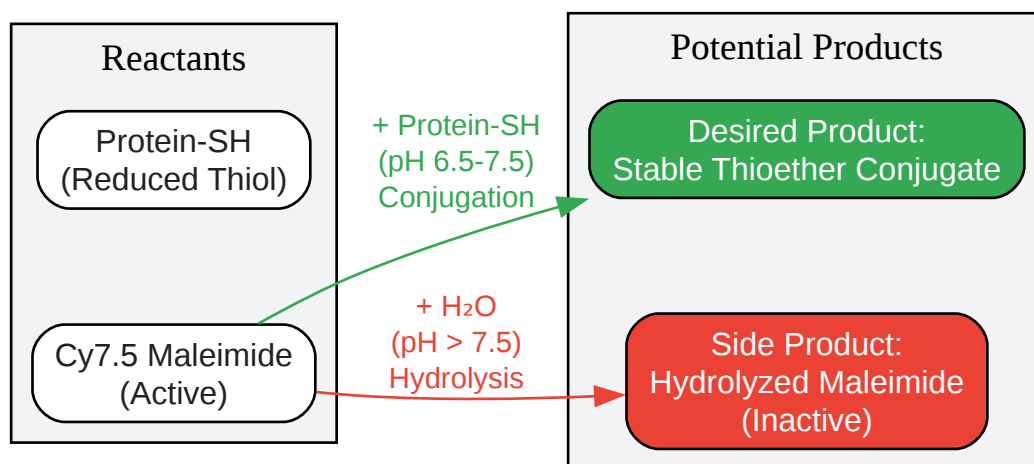 Reactants
Protein-SH
(Reduced Thiol)
Cy7.5 Maleimide
(Active)
+ Protein-SH
(pH 6.5-7.5)
Conjugation
+ H₂O
(pH > 7.5)
Hydrolysis
Potential Products
Desired Product:
Stable Thioether Conjugate
Side Product:
Hydrolyzed Maleimide
(Inactive)